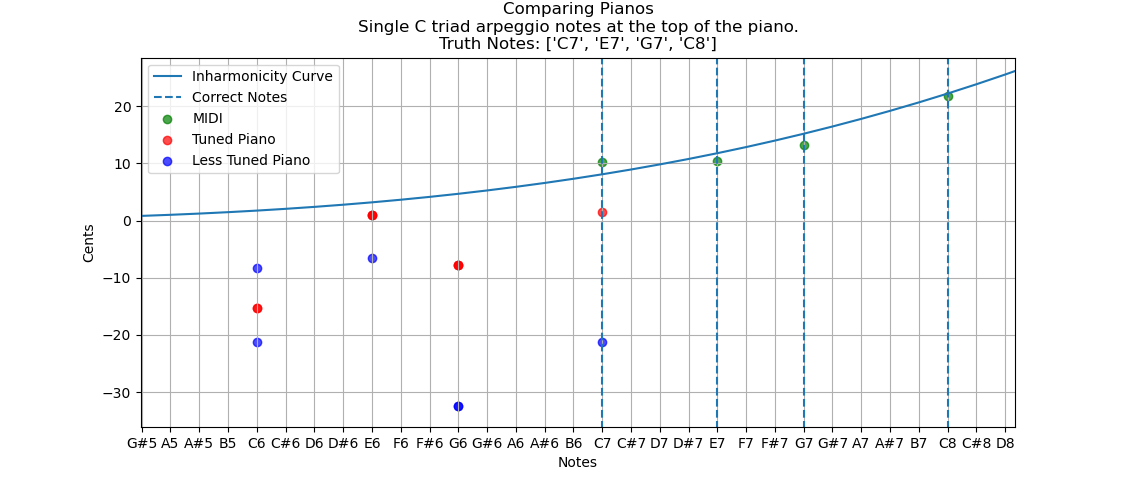 Comparing Pianos
Single C triad arpeggio notes at the top of the piano.
Truth Notes: ['C7', 'E7', 'G7', 'C8']
Inharmonicity Curve
Correct Notes
MIDI
Tuned Piano
Less Tuned Piano
20
10
0
−10
−20
−30
Cents
G#5 A5 A#5 B5 C6 C#6 D6 D#6 E6 F6 F#6 G6 G#6 A6 A#6 B6 C7 C#7 D7 D#7 E7 F7 F#7 G7 G#7 A7 A#7 B7 C8 C#8 D8
Notes